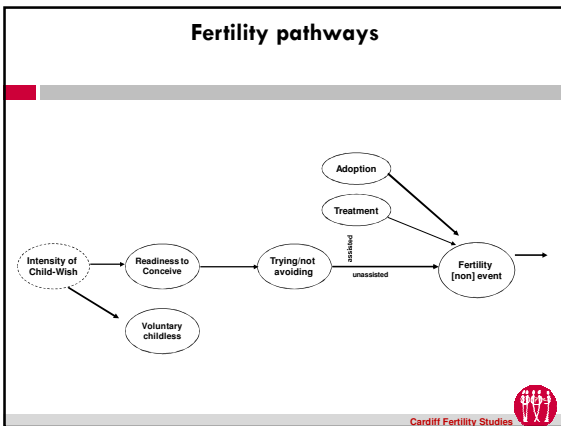 Fertility pathways
Adoption
Treatment
assisted
Intensity of
Child-Wish
Readiness to
Conceive
Trying/not
avoiding
unassisted
Fertility
[non] event
Voluntary
childless
Cardiff Fertility Studies